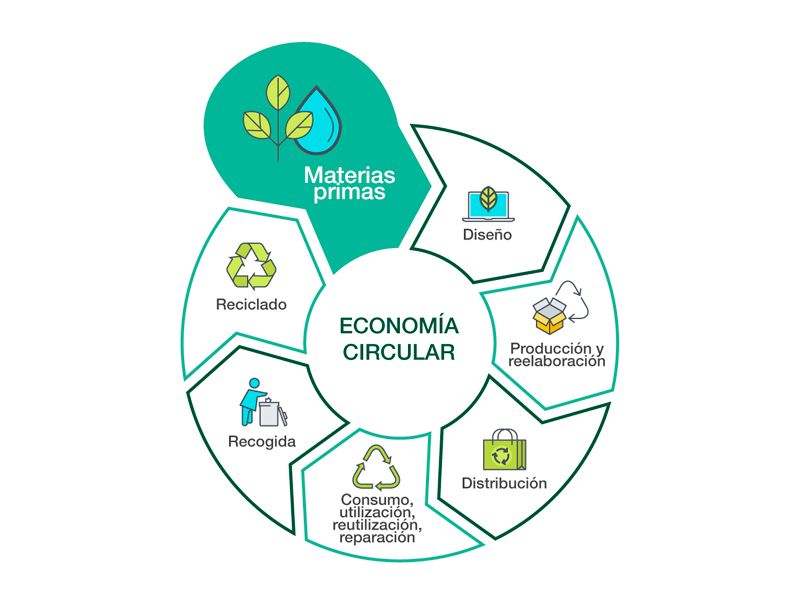 Materias
primas
Diseño
Producción y
reelaboración
Distribución
Consumo,
utilización,
reutilización,
reparación
Recogida
Reciclado
ECONOMÍA
CIRCULAR